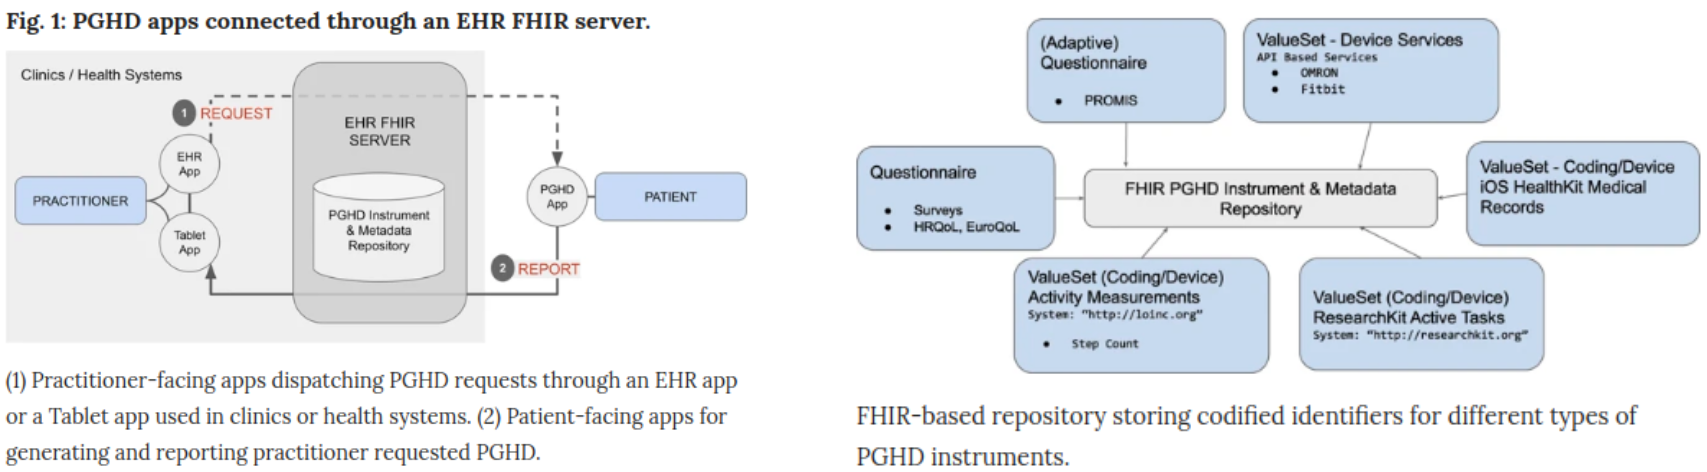 Fig. 1: PGHD apps connected through an EHR FHIR server.
Clinics / Health Systems
1 REQUEST
EHR FHIR
SERVER
EHR
App
PRACTITIONER
Tablet
App
PGHD Instrument
& Metadata
Repository
PGHD
App
PATIENT
2 REPORT
(1) Practitioner-facing apps dispatching PGHD requests through an EHR app
or a Tablet app used in clinics or health systems. (2) Patient-facing apps for
generating and reporting practitioner requested PGHD.
(Adaptive)
Questionnaire
• PROMIS
ValueSet - Device Services
API Based Services
• OMRON
• Fitbit
Questionnaire
• Surveys
• HRQoL, EuroQoL
FHIR PGHD Instrument & Metadata
Repository
ValueSet - Coding/Device
iOS HealthKit Medical
Records
ValueSet (Coding/Device)
Activity Measurements
System: "http://loinc.org"
• Step Count
ValueSet (Coding/Device)
ResearchKit Active Tasks
System: "http://researchkit.org"
FHIR-based repository storing codified identifiers for different types of
PGHD instruments.